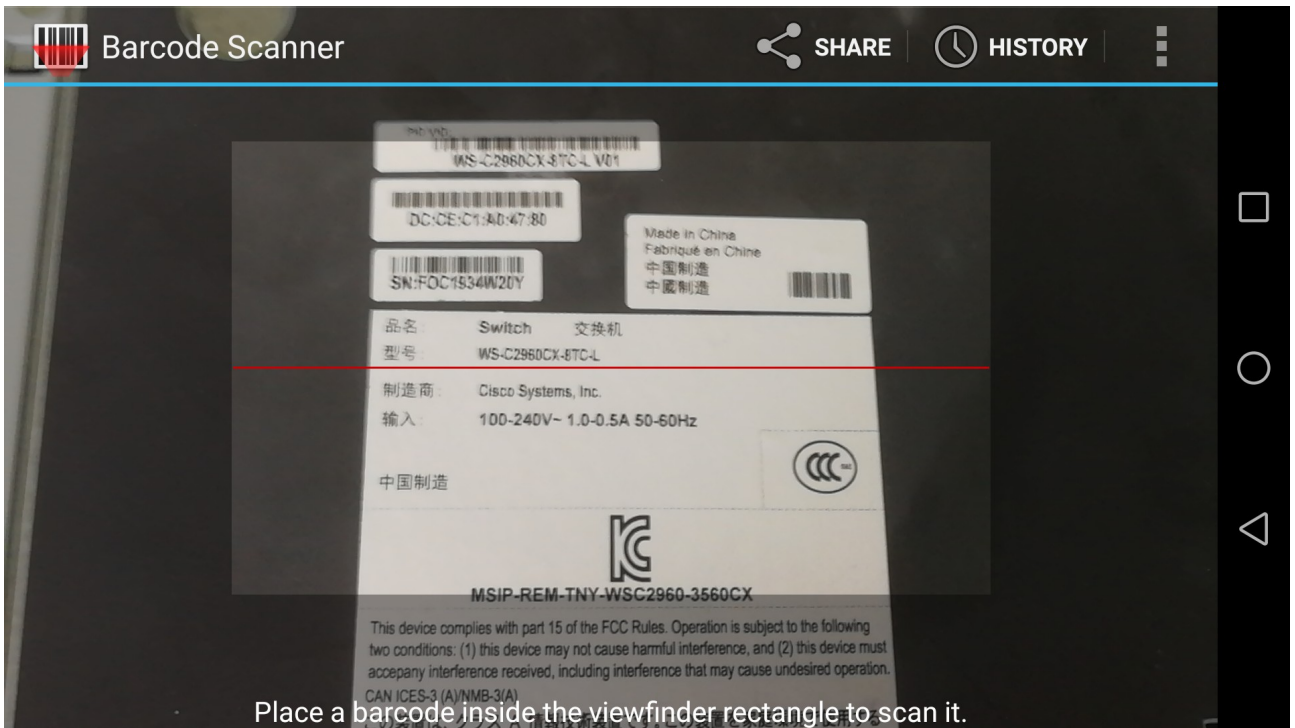 Barcode Scanner
SHARE
HISTORY
PID VID:
WS-C2960CX-8TC-L V01
DC:CE:C1:A0:47:80
SN:FOC1934W20Y
Made in China
Fabriqué en Chine
中国制造
中國制造
品名: Switch 交换机
型号: WS-C2960CX-8TC-L
制造商: Cisco Systems, Inc.
输入: 100-240V~ 1.0-0.5A 50-60Hz
CCC
中国制造
KC
MSIP-REM-TNY-WSC2960-3560CX
This device complies with part 15 of the FCC Rules. Operation is subject to the following
two conditions: (1) this device may not cause harmful interference, and (2) this device must
accepany interference received, including interference that may cause undesired operation.
CAN ICES-3 (A)/NMB-3(A)
Place a barcode inside the viewfinder rectangle to scan it.